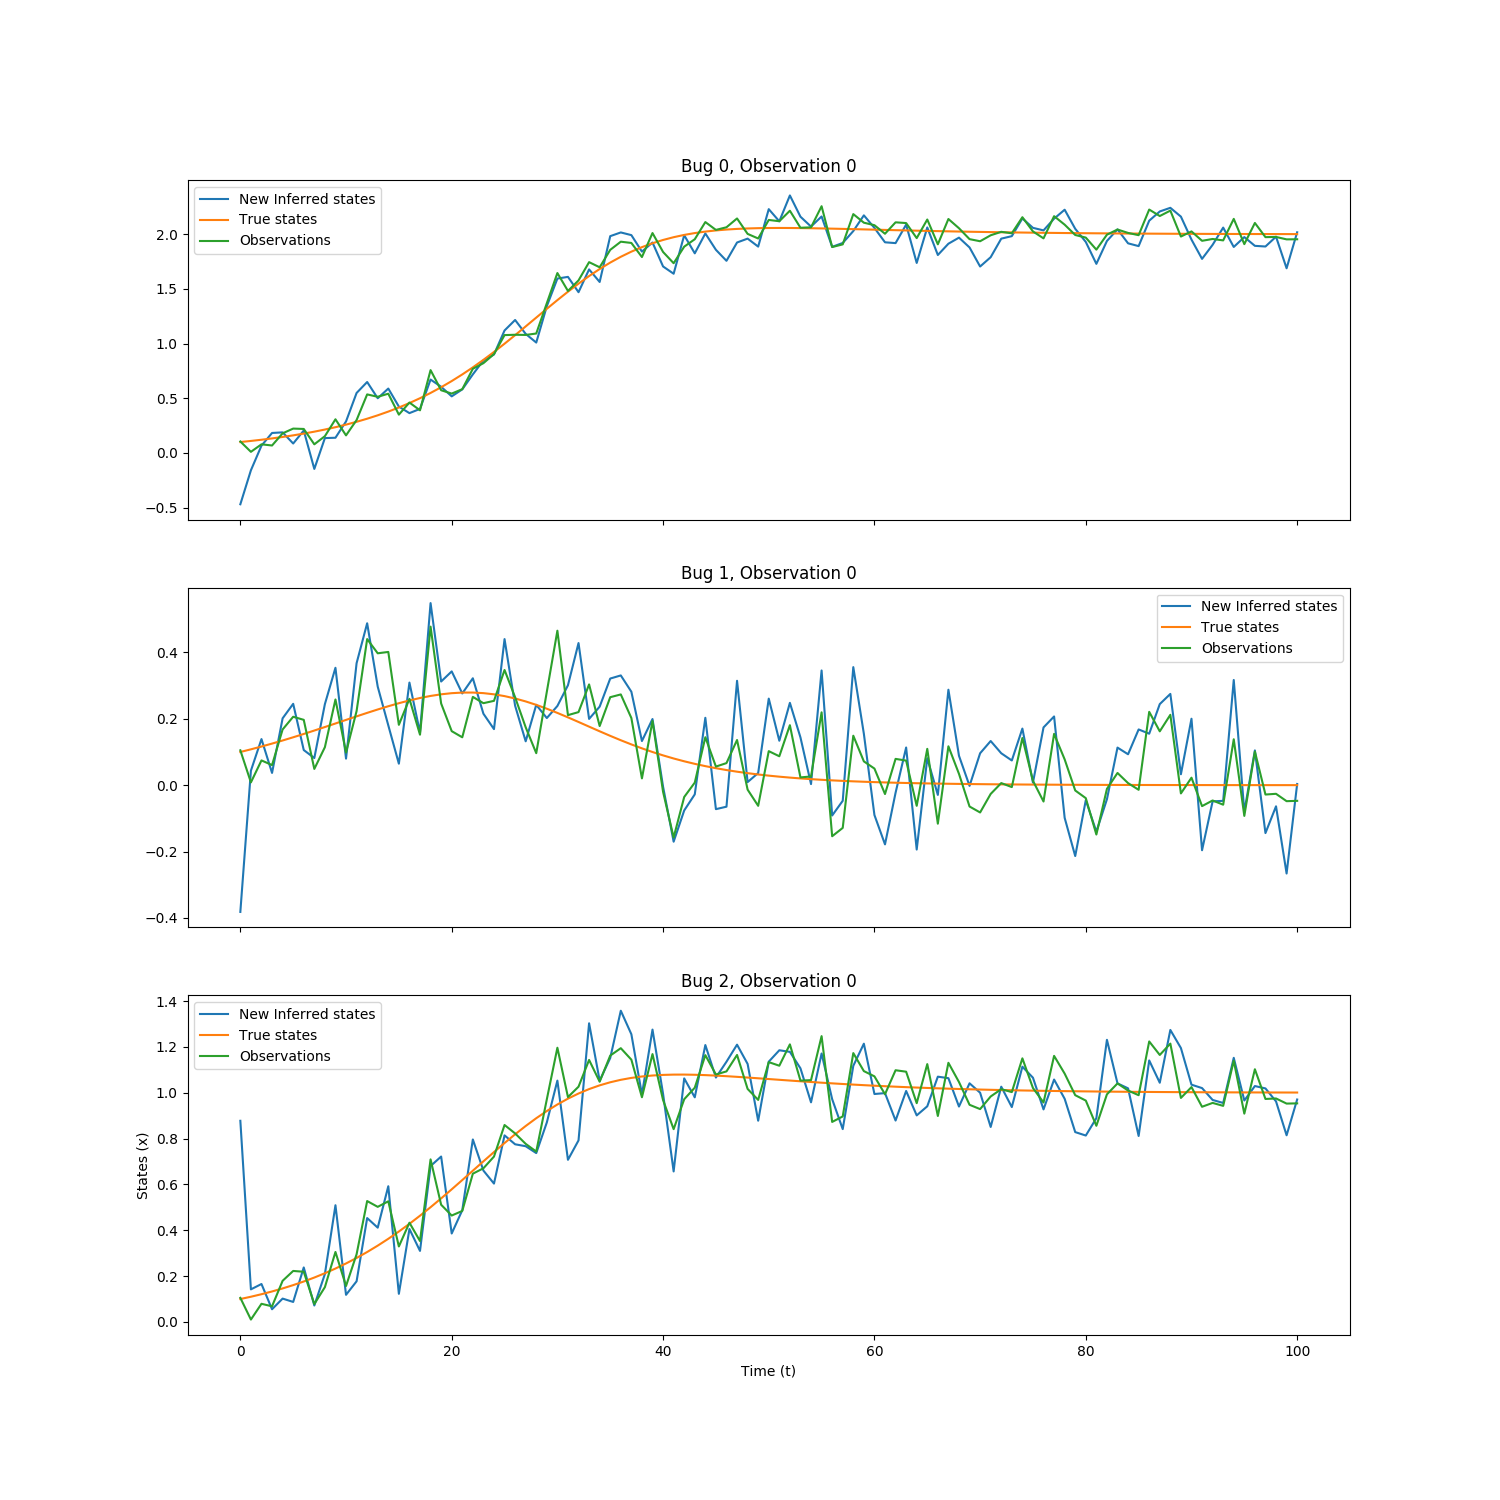 Bug 0, Observation 0
New Inferred states
True states
Observations
2.0
1.5
1.0
0.5
0.0
−0.5
Bug 1, Observation 0
New Inferred states
True states
Observations
0.4
0.2
0.0
−0.2
−0.4
Bug 2, Observation 0
New Inferred states
True states
Observations
1.4
1.2
1.0
0.8
0.6
0.4
0.2
0.0
States (x)
0 20 40 60 80 100
Time (t)